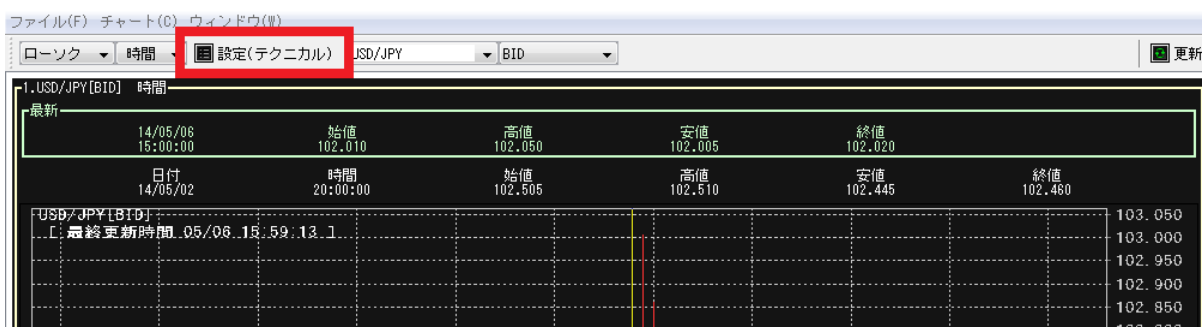 ファイル(F) チャート(C) ウィンドウ(W)
ローソク 時間 設定(テクニカル) USD/JPY BID 更新
1.USD/JPY[BID] 時間
最新
14/05/06 始値 高値 安値 終値
15:00:00 102.010 102.050 102.005 102.020
日付 時間 始値 高値 安値 終値
14/05/02 20:00:00 102.505 102.510 102.445 102.460
USD/JPY[BID]
[ 最終更新時間 05/06 15:59:13 ]
103.050
103.000
102.950
102.900
102.850